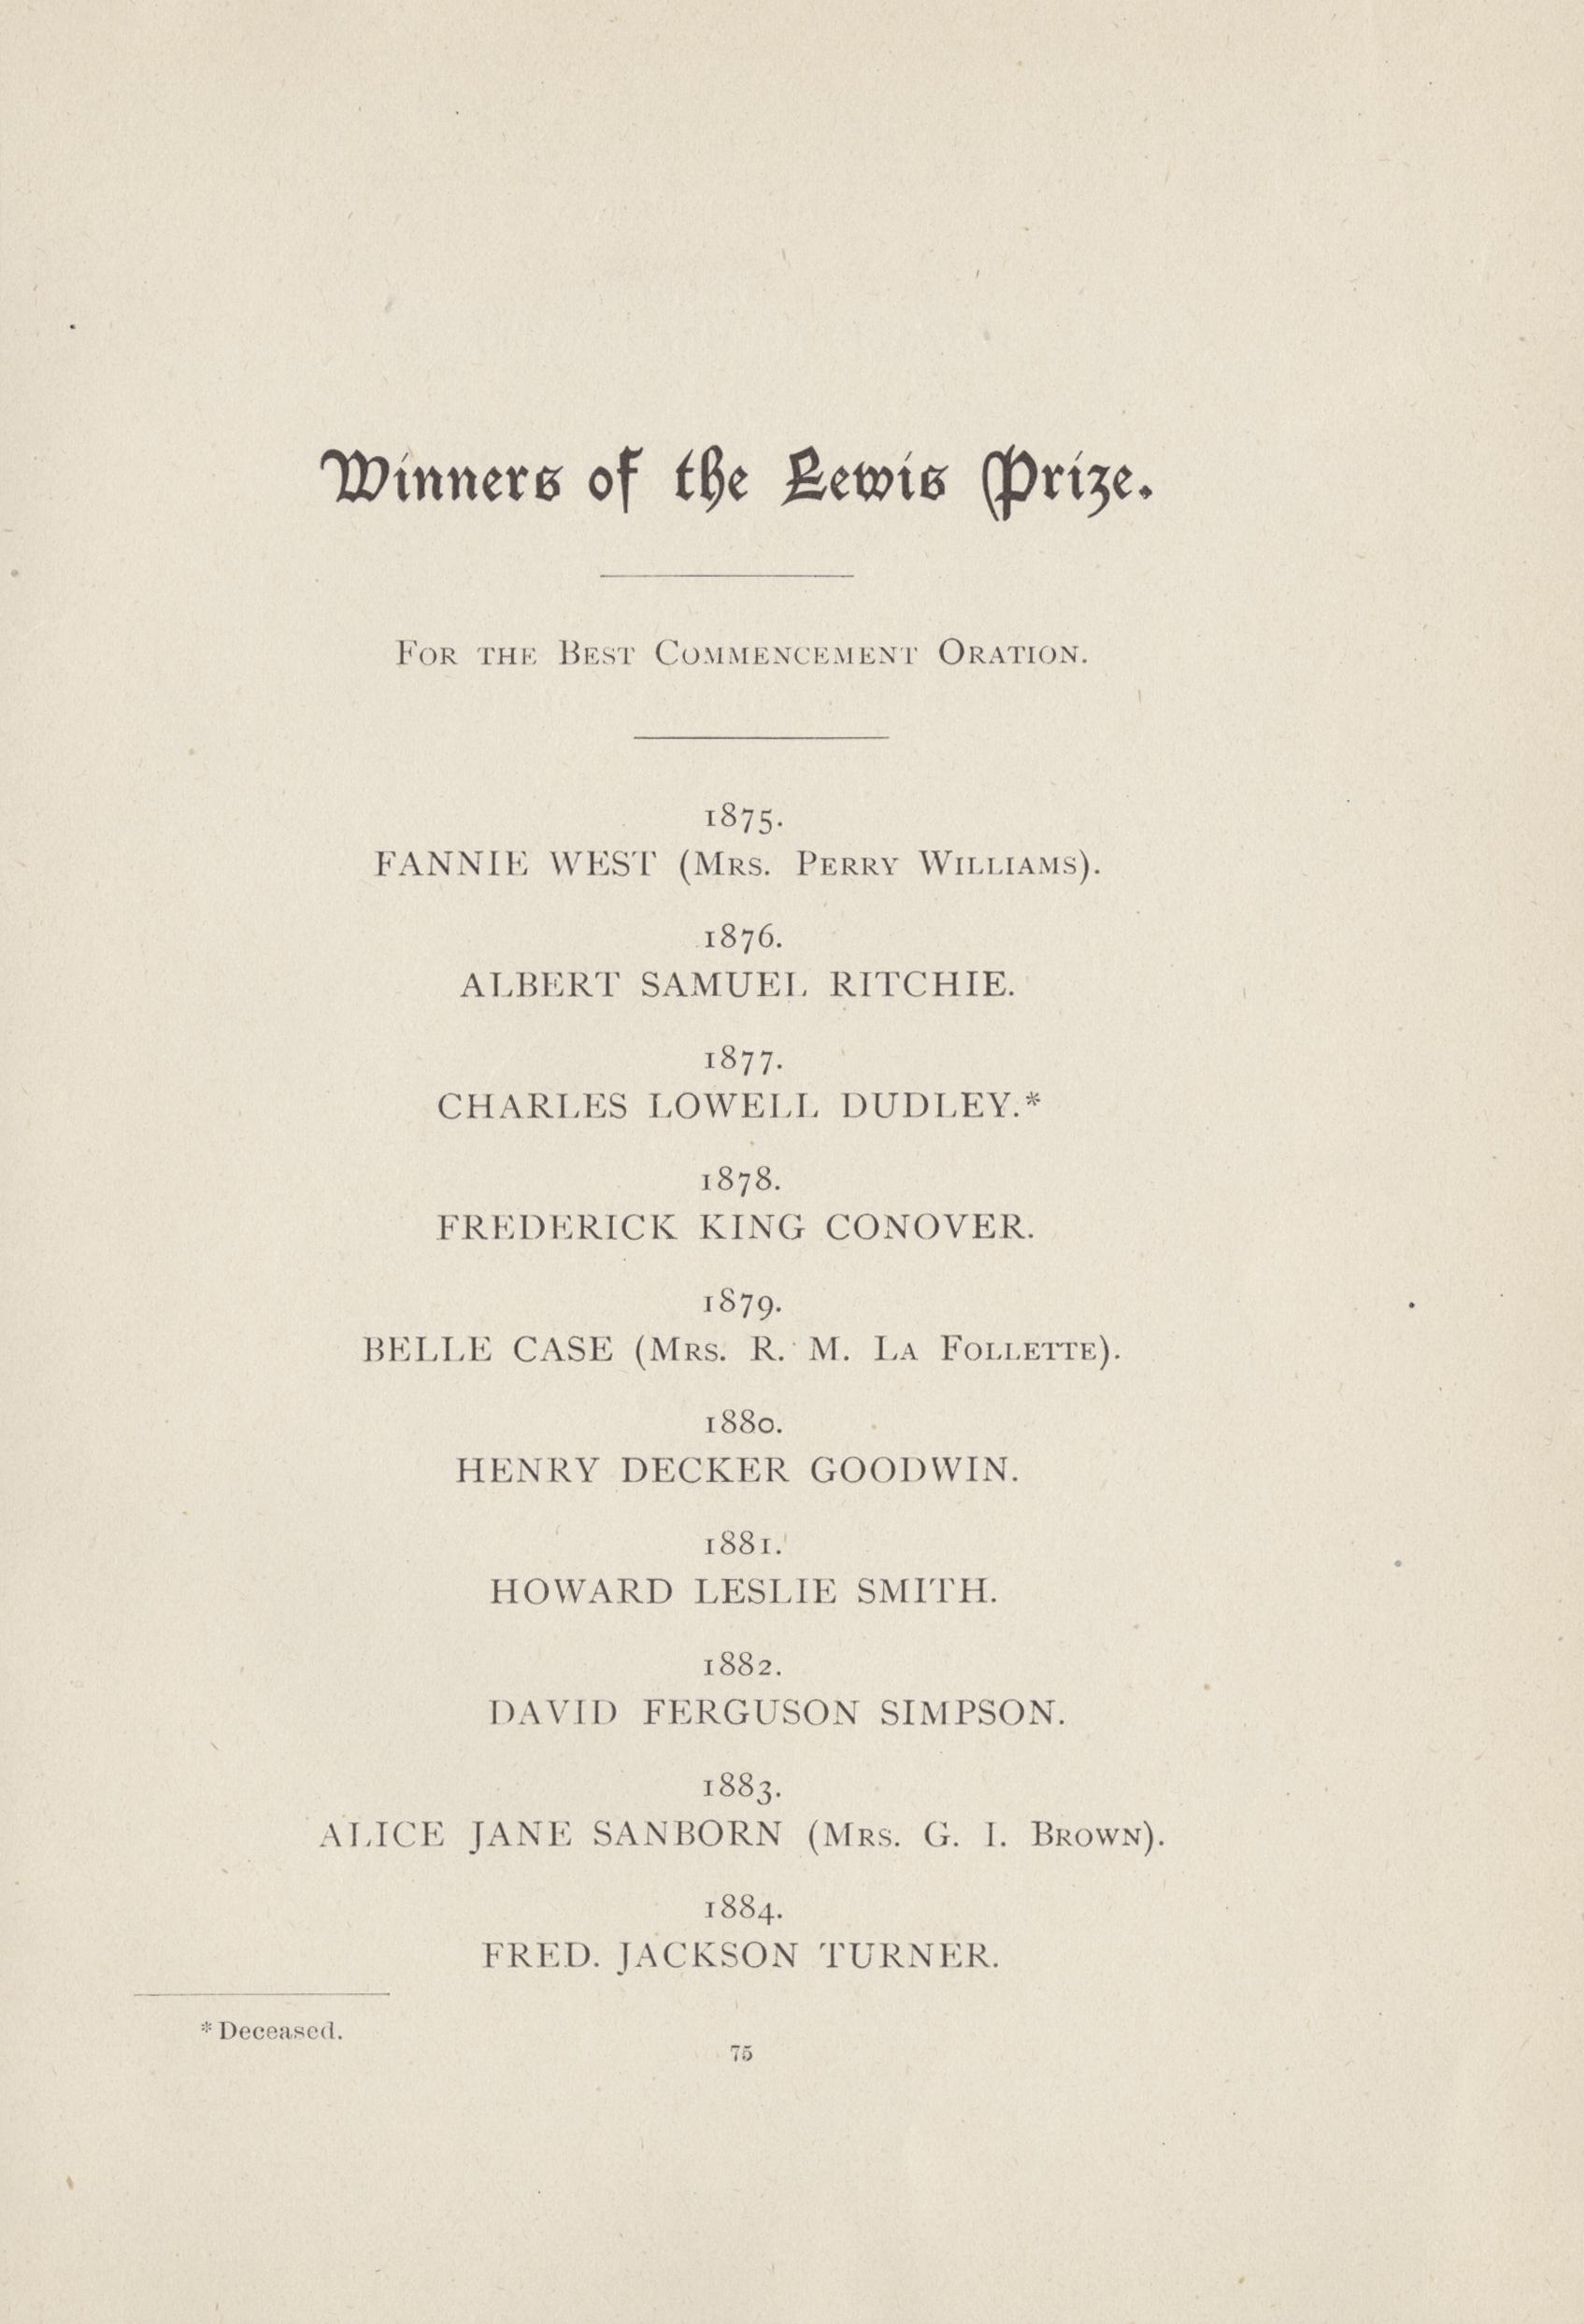 Winners of the Lewis Prize.
For the Best Commencement Oration.
1875.
FANNIE WEST (Mrs. Perry Williams).
1876.
ALBERT SAMUEL RITCHIE.
1877.
CHARLES LOWELL DUDLEY.*
1878.
FREDERICK KING CONOVER.
1879.
BELLE CASE (Mrs. R. M. La Follette).
1880.
HENRY DECKER GOODWIN.
1881.
HOWARD LESLIE SMITH.
1882.
DAVID FERGUSON SIMPSON.
1883.
ALICE JANE SANBORN (Mrs. G. I. Brown).
1884.
FRED. JACKSON TURNER.
* Deceased.
75